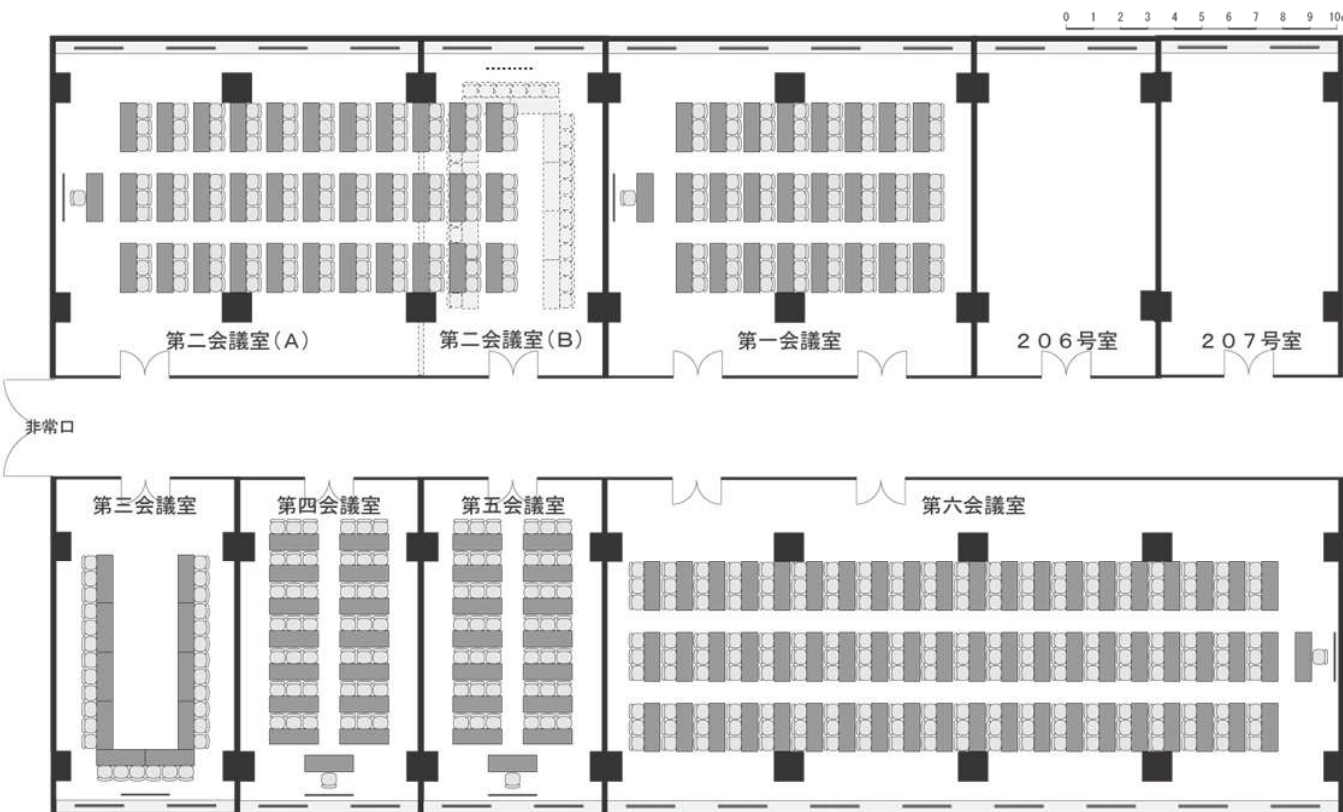 0 1 2 3 4 5 6 7 8 9 10m
第二会議室(A)
第二会議室(B)
第一会議室
２０６号室
２０７号室
非常口
第三会議室
第四会議室
第五会議室
第六会議室